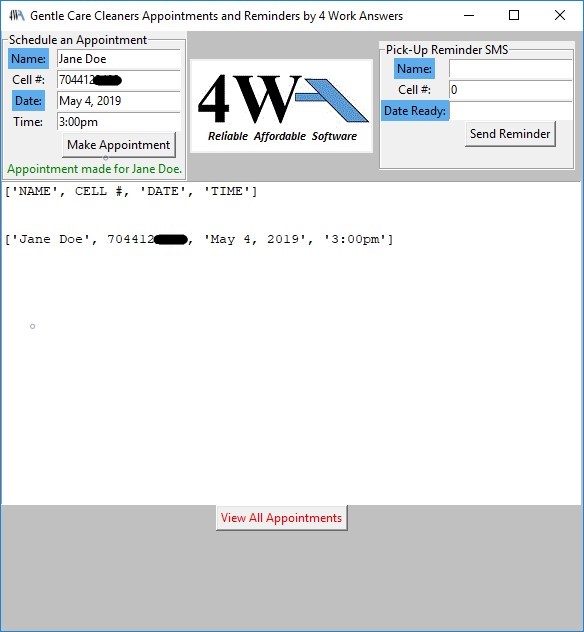 Gentle Care Cleaners Appointments and Reminders by 4 Work Answers
Schedule an Appointment
Name: Jane Doe
Cell #: 704412
Date: May 4, 2019
Time: 3:00pm
Make Appointment
Appointment made for Jane Doe.
4WA
Reliable Affordable Software
Pick-Up Reminder SMS
Name:
Cell #: 0
Date Ready:
Send Reminder
['NAME', CELL #, 'DATE', 'TIME']
['Jane Doe', 704412, 'May 4, 2019', '3:00pm']
View All Appointments